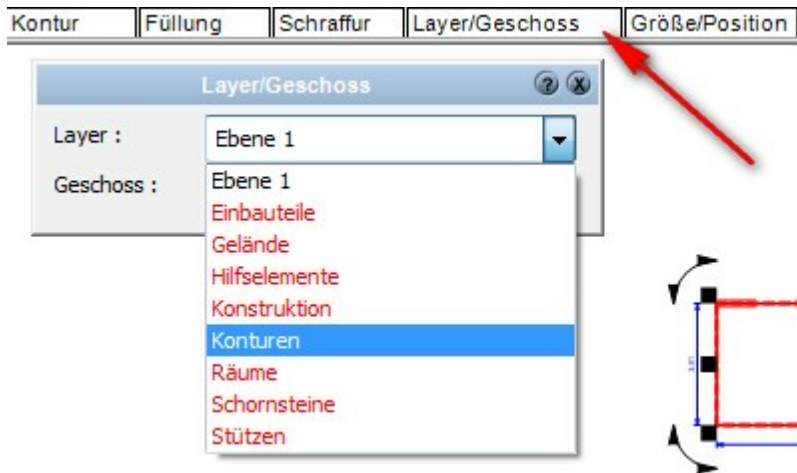 Kontur Füllung Schraffur Layer/Geschoss Größe/Position
Layer/Geschoss ? X
Layer : Ebene 1
Geschoss :
Ebene 1
Einbauteile
Gelände
Hilfselemente
Konstruktion
Konturen
Räume
Schornsteine
Stützen